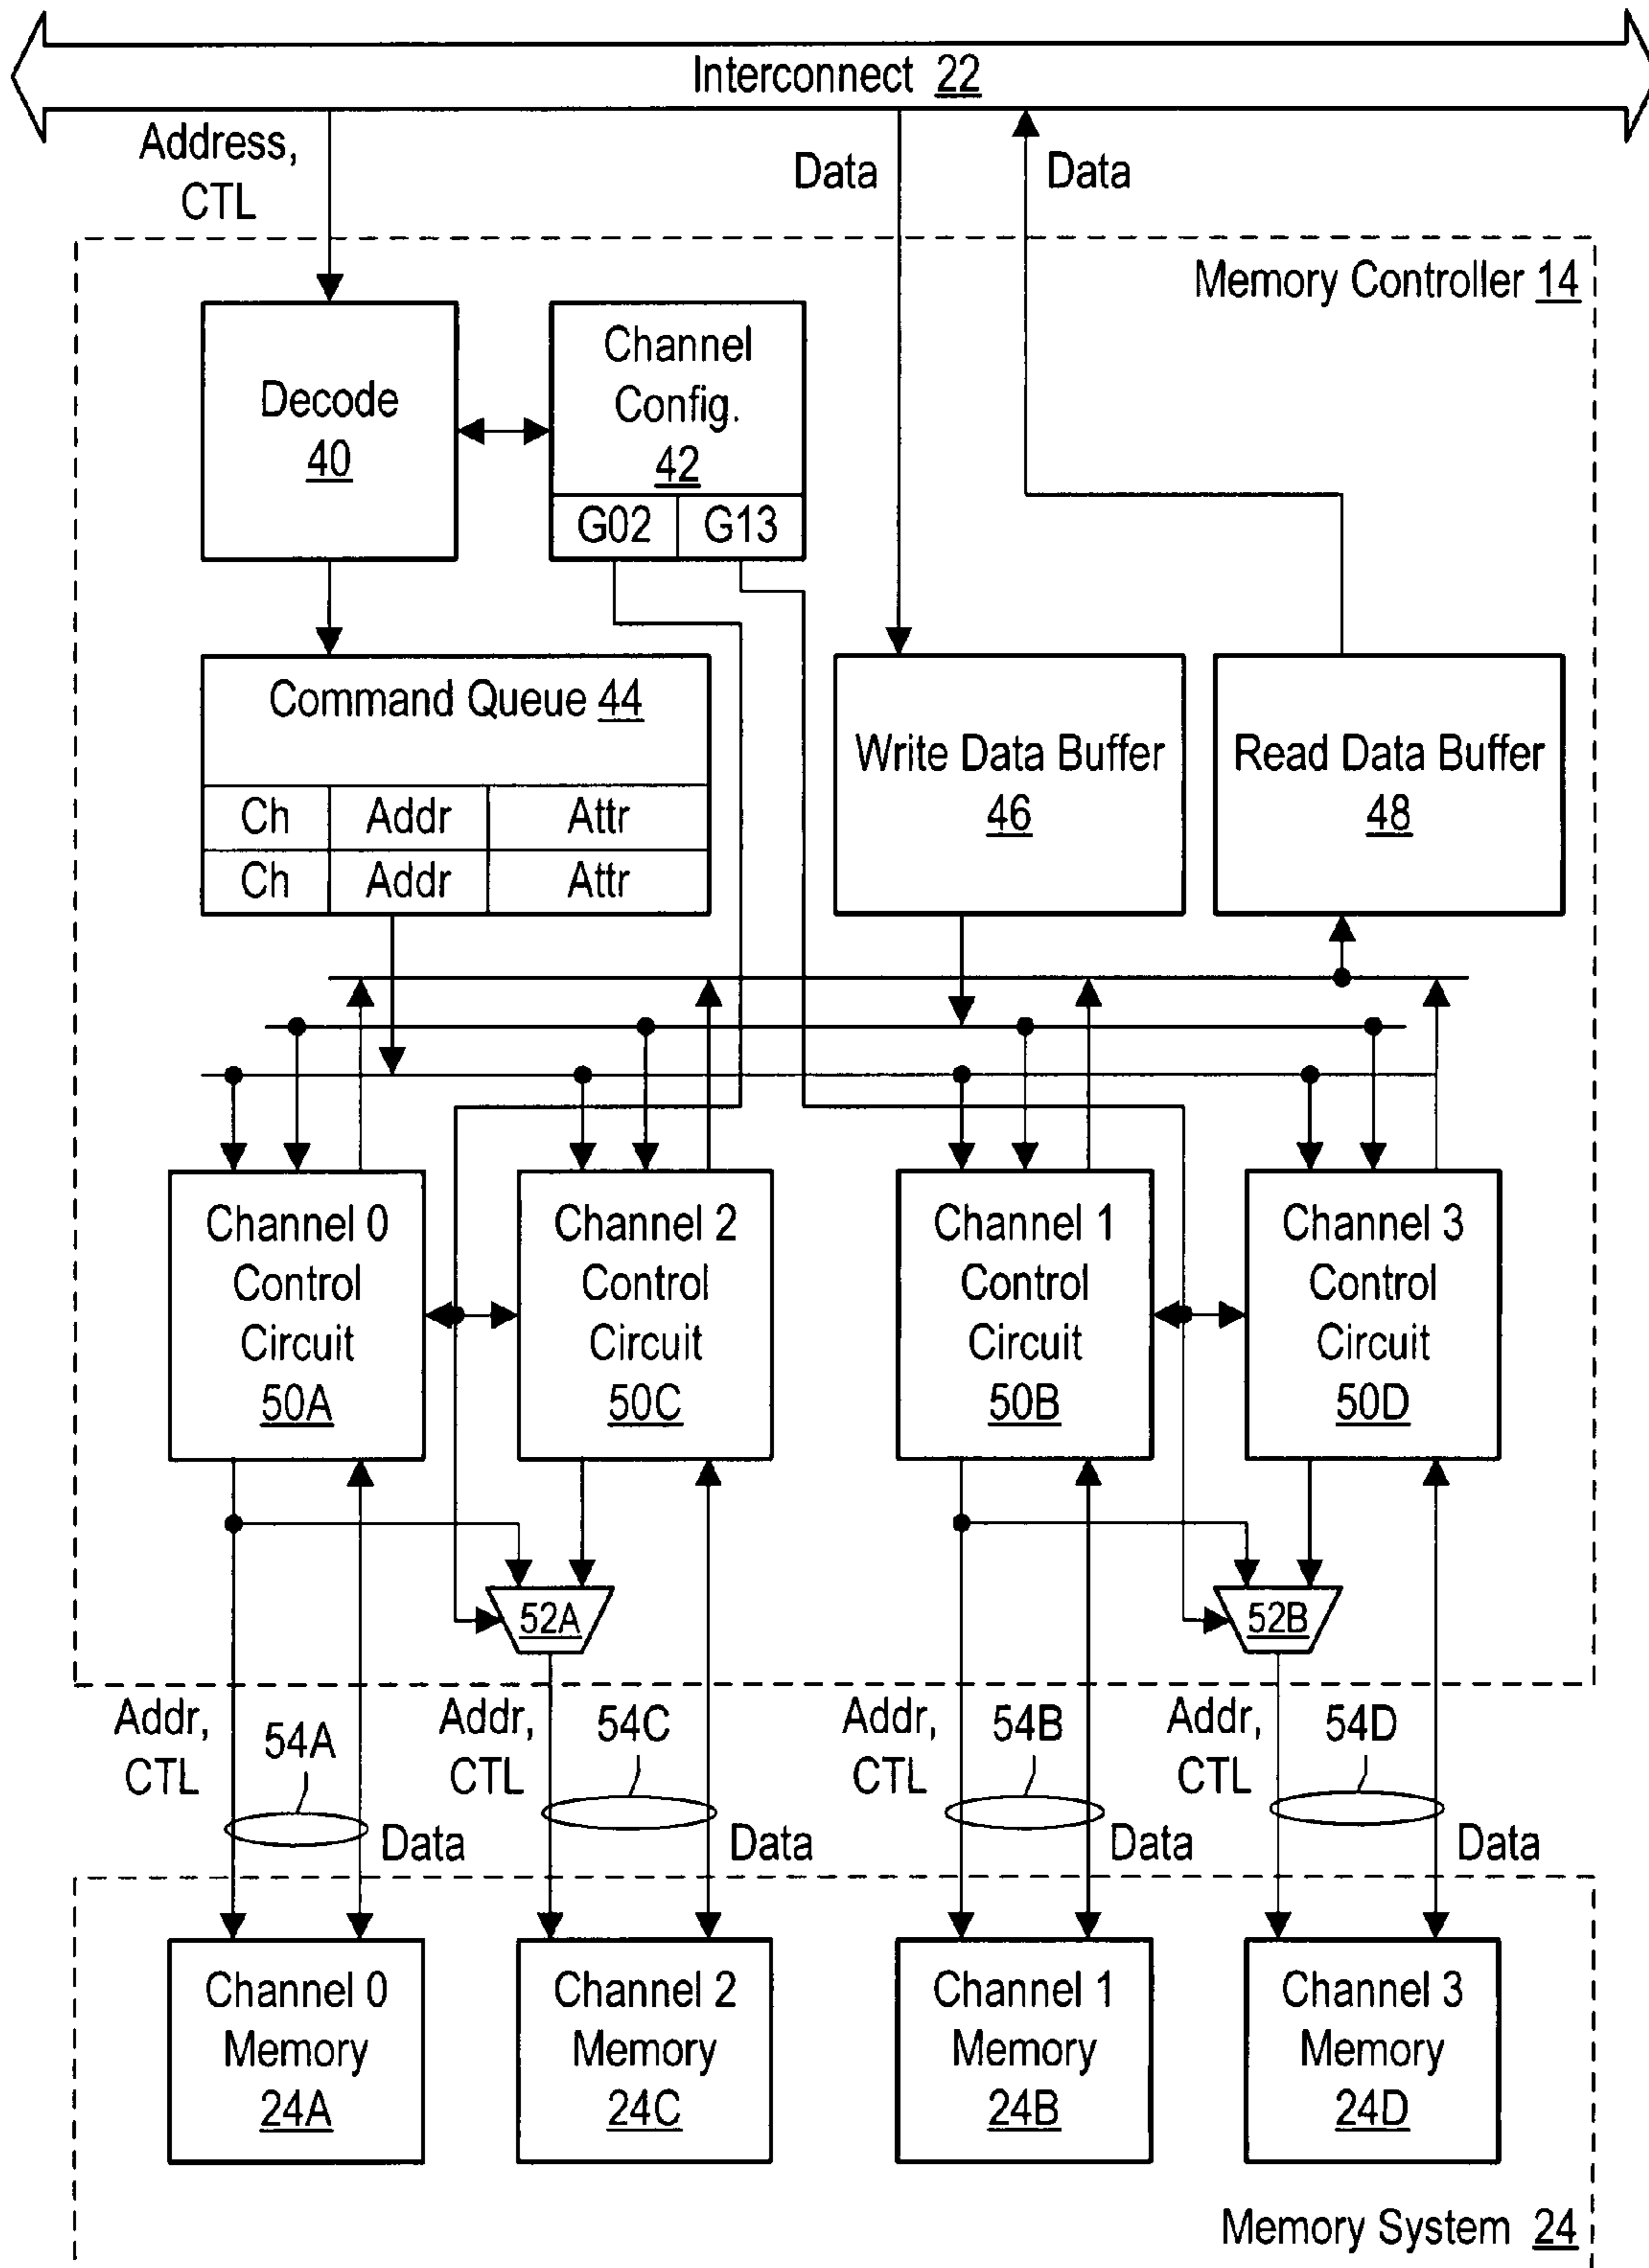 Interconnect 22
Address,
CTL
Data
Data
Memory Controller 14
Decode
40
Channel
Config.
42
G02 G13
Command Queue 44
Ch Addr Attr
Ch Addr Attr
Write Data Buffer
46
Read Data Buffer
48
Channel 0
Control
Circuit
50A
Channel 2
Control
Circuit
50C
Channel 1
Control
Circuit
50B
Channel 3
Control
Circuit
50D
52A
52B
Addr,
CTL
54A
Data
Addr,
CTL
54C
Data
Addr,
CTL
54B
Data
Addr,
CTL
54D
Data
Channel 0
Memory
24A
Channel 2
Memory
24C
Channel 1
Memory
24B
Channel 3
Memory
24D
Memory System 24